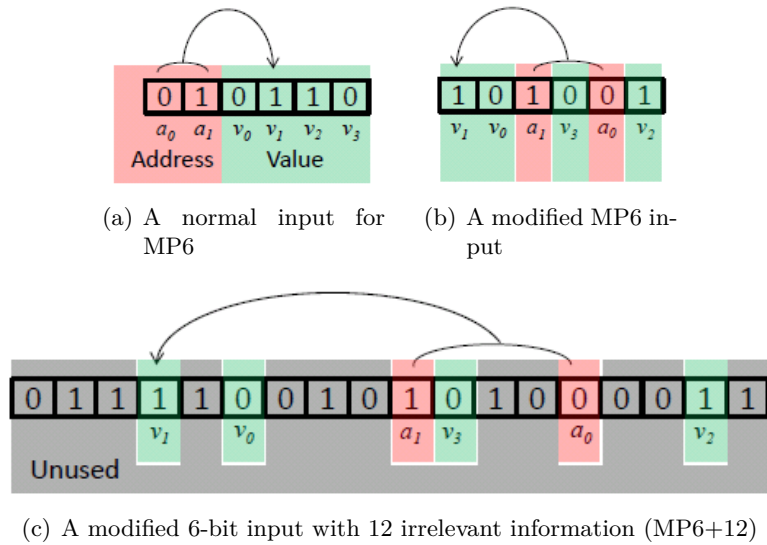 0 1 0 1 1 0
a0 a1 v0 v1 v2 v3
Address Value
(a) A normal input for
MP6
1 0 1 0 0 1
v1 v0 a1 v3 a0 v2
(b) A modified MP6 in-
put
0 1 1 1 1 0 0 1 0 1 0 1 0 0 0 0 1 1
v1 v0 a1 v3 a0 v2
Unused
(c) A modified 6-bit input with 12 irrelevant information (MP6+12)